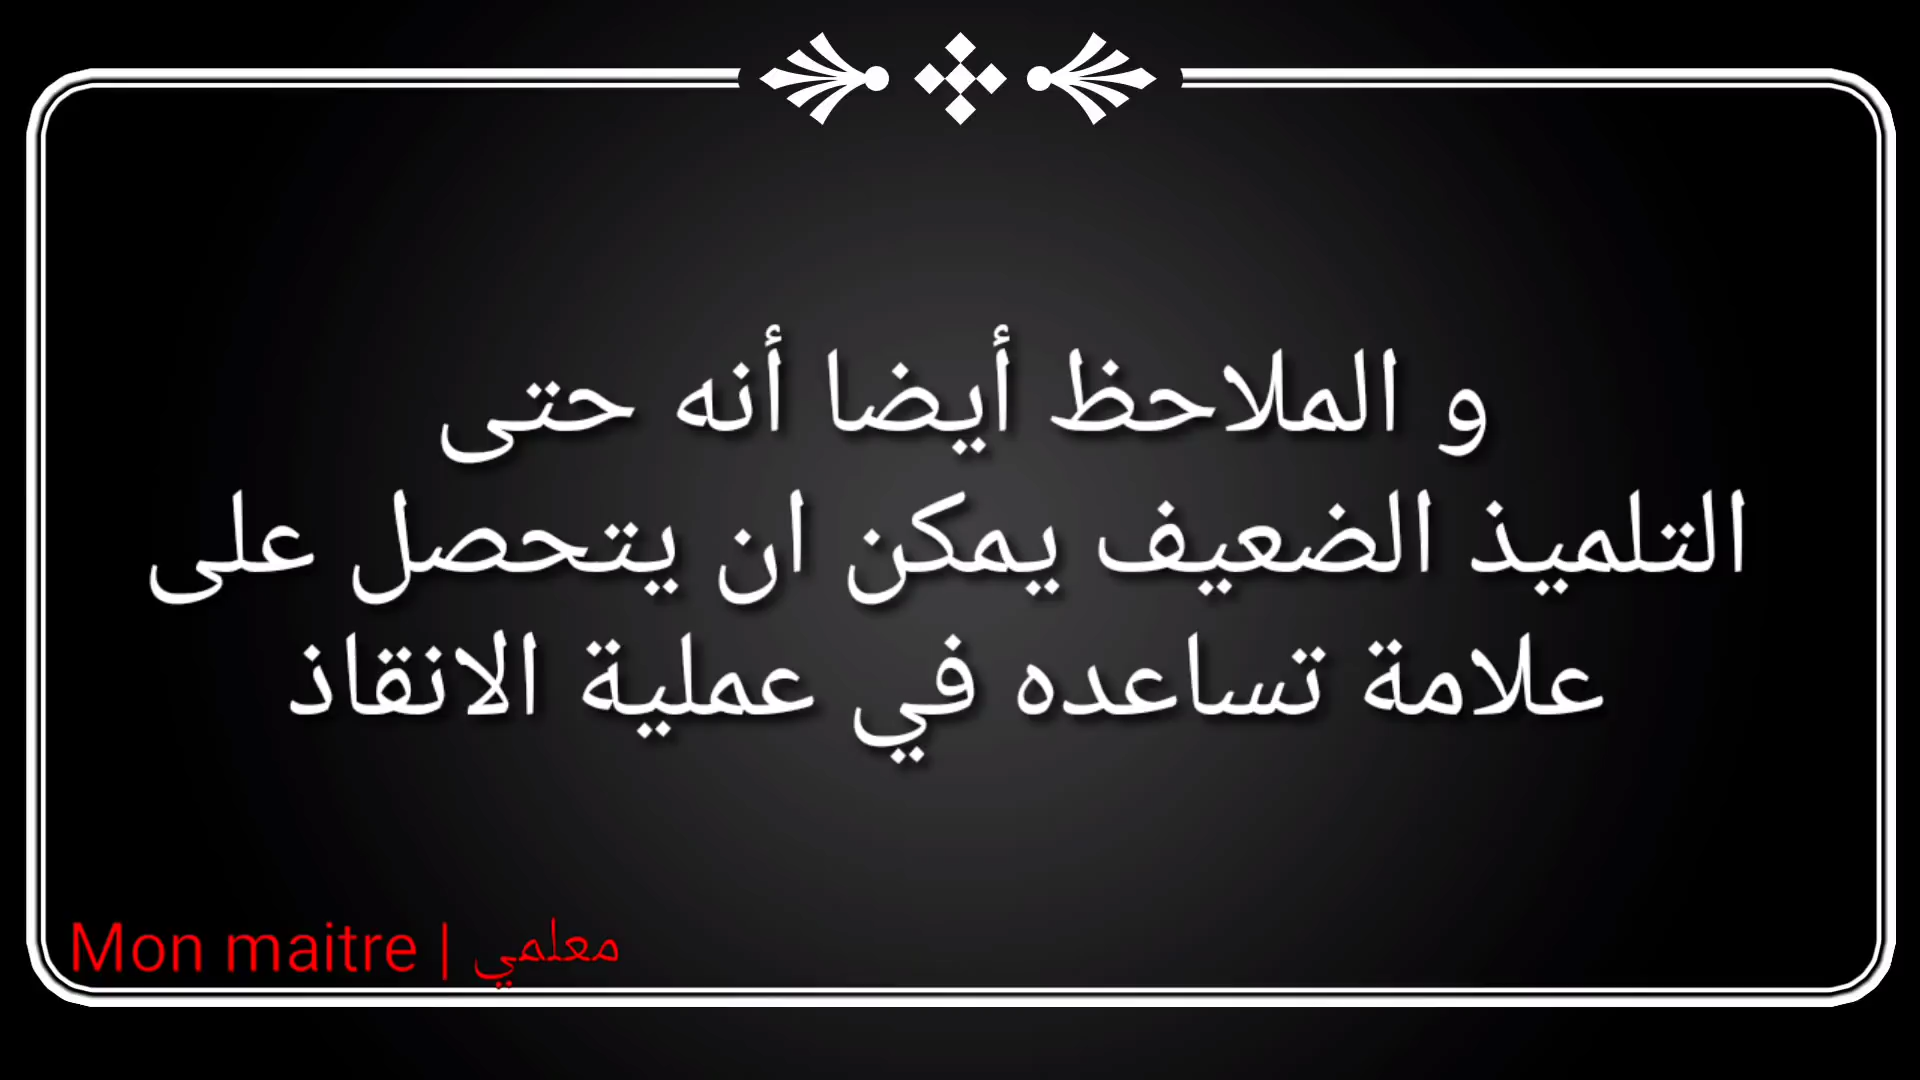 و الملاحظ أيضا أنه حتى
التلميذ الضعيف يمكن ان يتحصل على
علامة تساعده في عملية الانقاذ
Mon maitre | معلمي